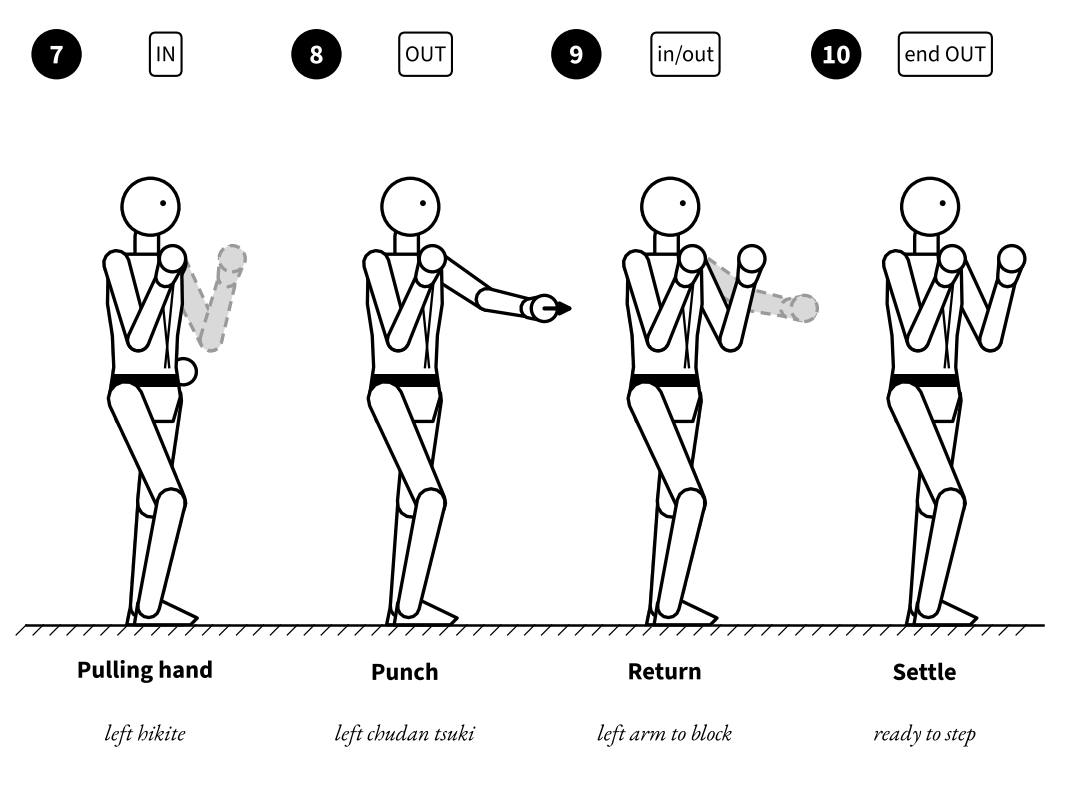 7 IN 8 OUT 9 in/out 10 end OUT
Pulling hand Punch Return Settle
left hikite left chudan tsuki left arm to block ready to step